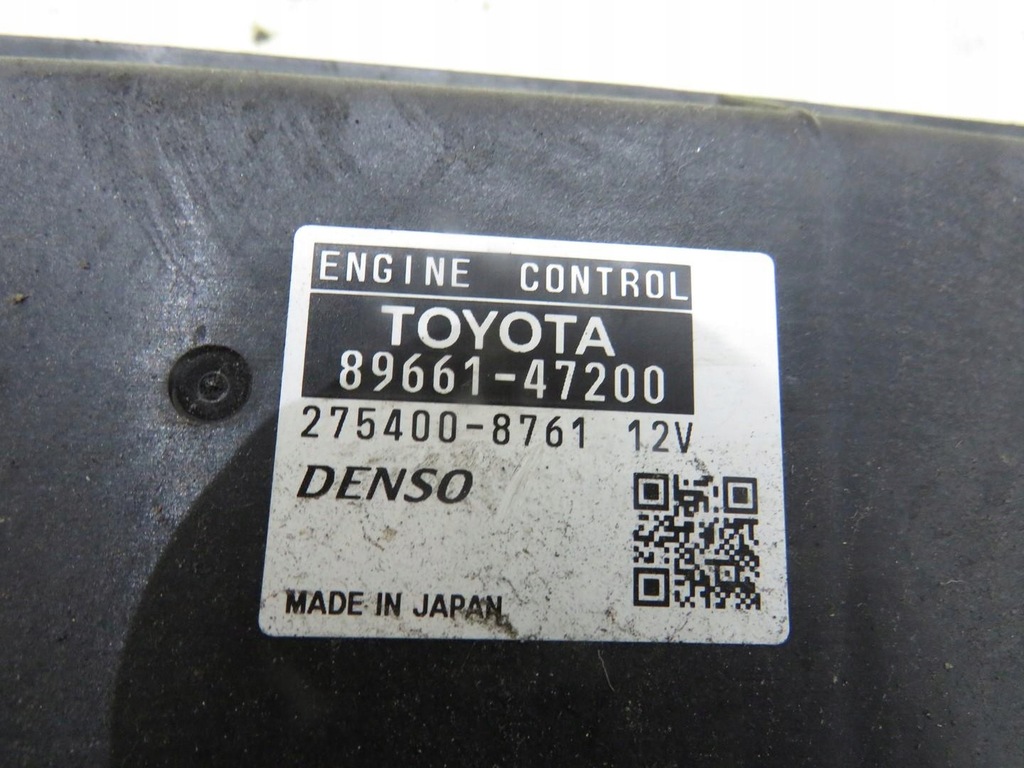 ENGINE CONTROL
TOYOTA
89661-47200
275400-8761 12V
DENSO
MADE IN JAPAN